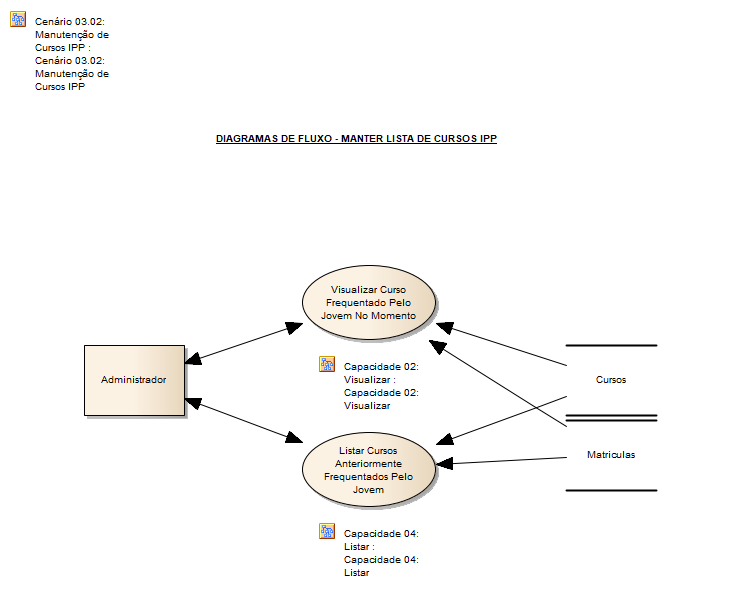 Cenário 03.02:
Manutenção de
Cursos IPP :
Cenário 03.02:
Manutenção de
Cursos IPP
DIAGRAMAS DE FLUXO - MANTER LISTA DE CURSOS IPP
Visualizar Curso
Frequentado Pelo
Jovem No Momento
Capacidade 02:
Visualizar :
Capacidade 02:
Visualizar
Administrador
Cursos
Listar Cursos
Anteriormente
Frequentados Pelo
Jovem
Matriculas
Capacidade 04:
Listar :
Capacidade 04:
Listar